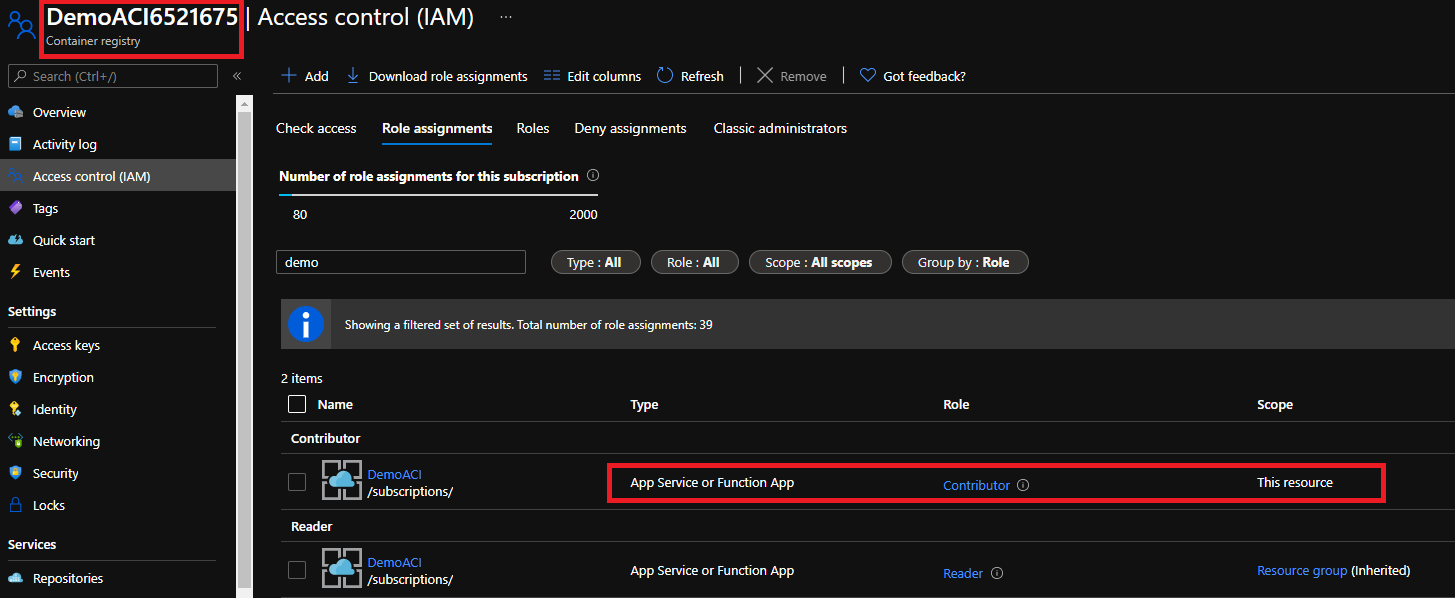 DemoACI6521675 | Access control (IAM) ...
Container registry
Search (Ctrl+/) «
Overview
Activity log
Access control (IAM)
Tags
Quick start
Events
Settings
Access keys
Encryption
Identity
Networking
Security
Locks
Services
Repositories
Add Download role assignments Edit columns Refresh | Remove | Got feedback?
Check access Role assignments Roles Deny assignments Classic administrators
Number of role assignments for this subscription
80 2000
demo Type : All Role : All Scope : All scopes Group by : Role
Showing a filtered set of results. Total number of role assignments: 39
2 items
Name Type Role Scope
Contributor
DemoACI App Service or Function App Contributor This resource
/subscriptions/
Reader
DemoACI App Service or Function App Reader Resource group (Inherited)
/subscriptions/